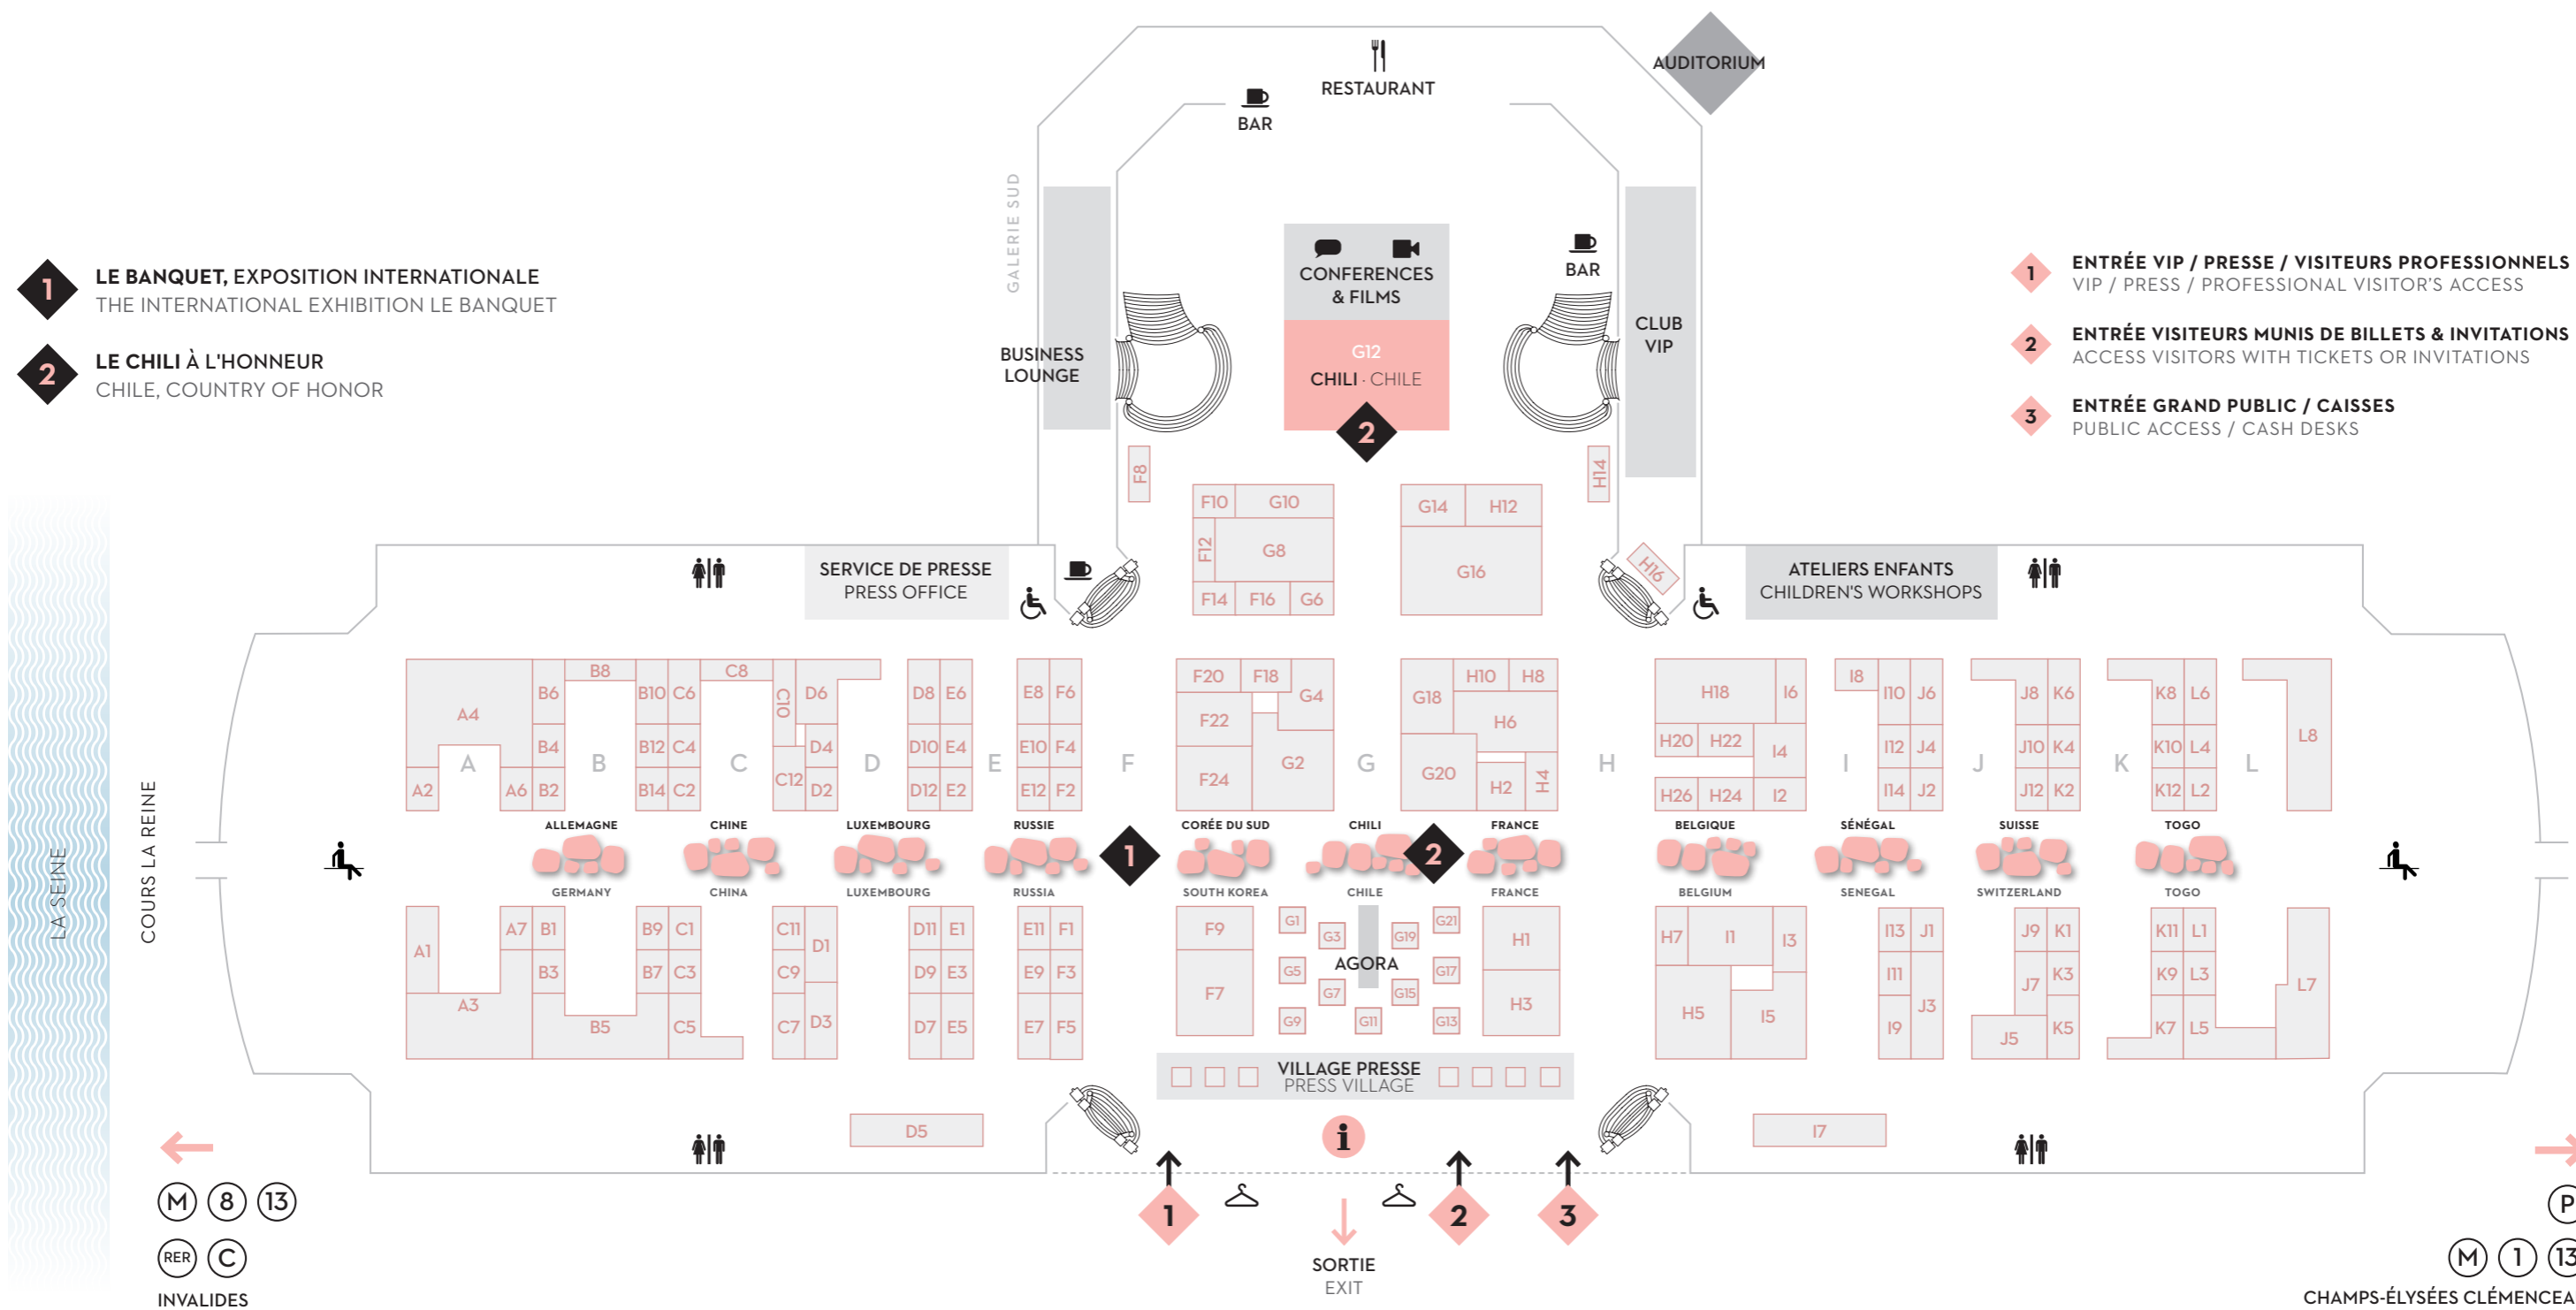 AUDITORIUM
RESTAURANT
BAR
GALERIE SUD
1
LE BANQUET, EXPOSITION INTERNATIONALE
THE INTERNATIONAL EXHIBITION LE BANQUET
2
LE CHILI À L'HONNEUR
CHILE, COUNTRY OF HONOR
CONFERENCES
& FILMS
BAR
G12
CHILI · CHILE
2
BUSINESS
LOUNGE
CLUB
VIP
1
ENTRÉE VIP / PRESSE / VISITEURS PROFESSIONNELS
VIP / PRESS / PROFESSIONAL VISITOR'S ACCESS
2
ENTRÉE VISITEURS MUNIS DE BILLETS & INVITATIONS
ACCESS VISITORS WITH TICKETS OR INVITATIONS
3
ENTRÉE GRAND PUBLIC / CAISSES
PUBLIC ACCESS / CASH DESKS
F8
H14
F10 G10
F12 G8
F14 F16 G6
G14 H12
G16
H16
SERVICE DE PRESSE
PRESS OFFICE
ATELIERS ENFANTS
CHILDREN'S WORKSHOPS
LA SEINE
COURS LA REINE
A4 B6 B8 B10 C6 C8 C10 D6 D8 E6 E8 F6
B4 B12 C4 D4 D10 E4 E10 F4
A2 A6 B2 B14 C2 C12 D2 D12 E2 E12 F2
F20 F18 G4
F22
F24 G2
G18 H10 H8
H6
G20 H2 H4
H18 I6
H20 H22 I4
H26 H24 I2
I8 I10 J6 J8 K6 K8 L6 L8
I12 J4 J10 K4 K10 L4
I14 J2 J12 K2 K12 L2
A B C D E F G H I J K L
ALLEMAGNE
GERMANY
CHINE
CHINA
LUXEMBOURG
LUXEMBOURG
RUSSIE
RUSSIA
1
CORÉE DU SUD
SOUTH KOREA
CHILI
CHILE
2
FRANCE
FRANCE
BELGIQUE
BELGIUM
SÉNÉGAL
SENEGAL
SUISSE
SWITZERLAND
TOGO
TOGO
A1 A7 B1 B9 C1 C11 D1 D11 E1 E11 F1
B3 B7 C3 C9 D9 E3 E9 F3
A3 B5 C5 C7 D3 D7 E5 E7 F5
F9
F7
G1 G3 G19 G21
G5 AGORA G17
G7 G15
G9 G11 G13
H1
H3
H7 I1 I3
H5 I5
I13 J1 J9 K1 K11 L1
I11 J7 K3 K9 L3 L7
I9 J3 J5 K5 K7 L5
VILLAGE PRESSE
PRESS VILLAGE
D5
i
I7
1
2
3
SORTIE
EXIT
M 8 13
RER C
INVALIDES
P
M 1 13
CHAMPS-ÉLYSÉES